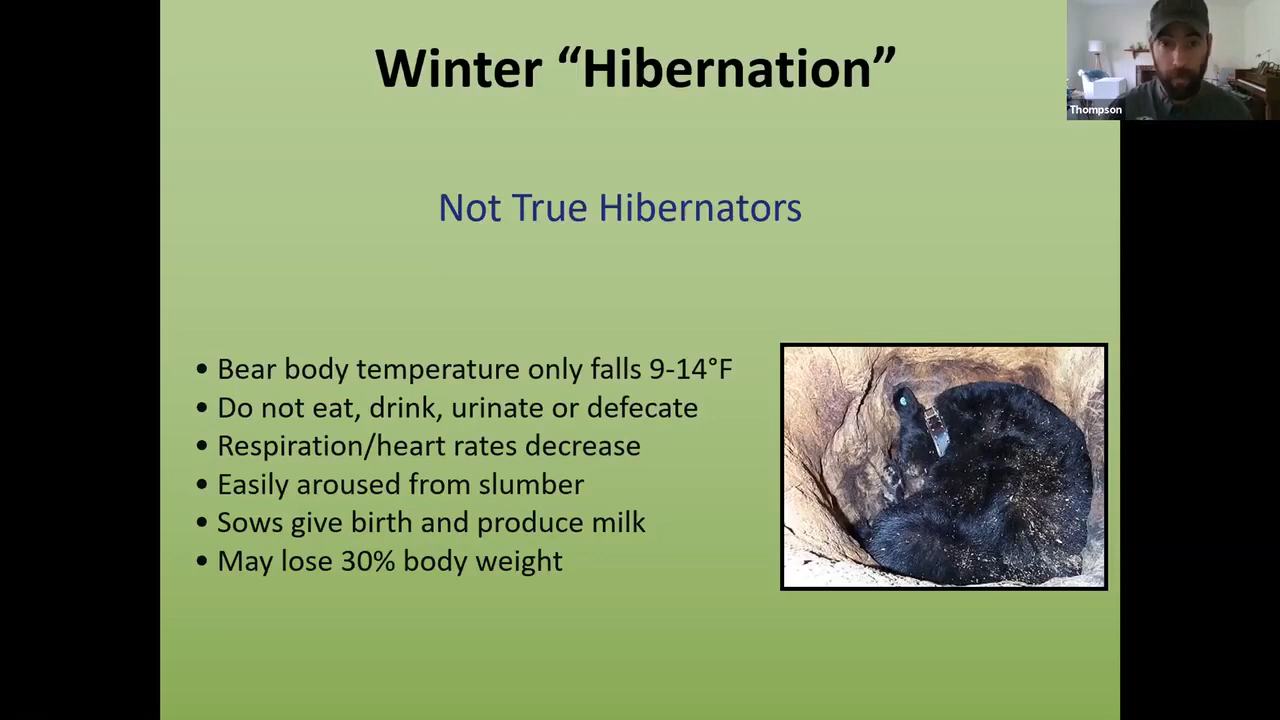 Winter “Hibernation”
Thompson
Not True Hibernators
• Bear body temperature only falls 9-14°F
• Do not eat, drink, urinate or defecate
• Respiration/heart rates decrease
• Easily aroused from slumber
• Sows give birth and produce milk
• May lose 30% body weight